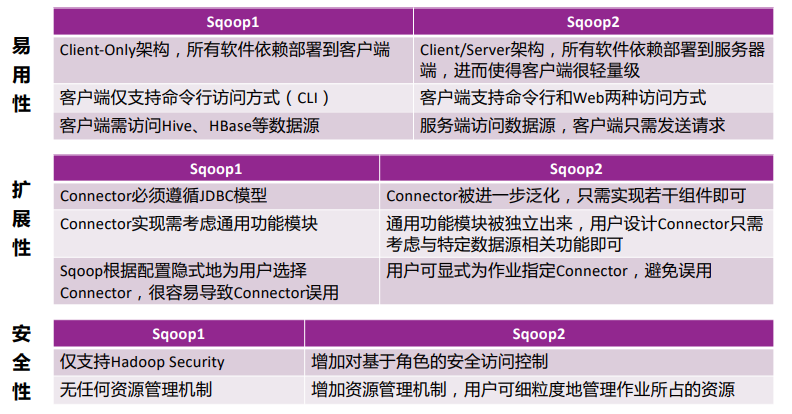 易用性
Sqoop1 Sqoop2
Client-Only架构，所有软件依赖部署到客户端 Client/Server架构，所有软件依赖部署到服务器
端，进而使得客户端很轻量级
客户端仅支持命令行访问方式（CLI） 客户端支持命令行和Web两种访问方式
客户端需访问Hive、HBase等数据源 服务端访问数据源，客户端只需发送请求
扩展性
Sqoop1 Sqoop2
Connector必须遵循JDBC模型 Connector被进一步泛化，只需实现若干组件即可
Connector实现需考虑通用功能模块 通用功能模块被独立出来，用户设计Connector只需
考虑与特定数据源相关功能即可
Sqoop根据配置隐式地为用户选择 用户可显式为作业指定Connector，避免误用
Connector，很容易导致Connector误用
安全性
Sqoop1 Sqoop2
仅支持Hadoop Security 增加对基于角色的安全访问控制
无任何资源管理机制 增加资源管理机制，用户可细粒度地管理作业所占的资源